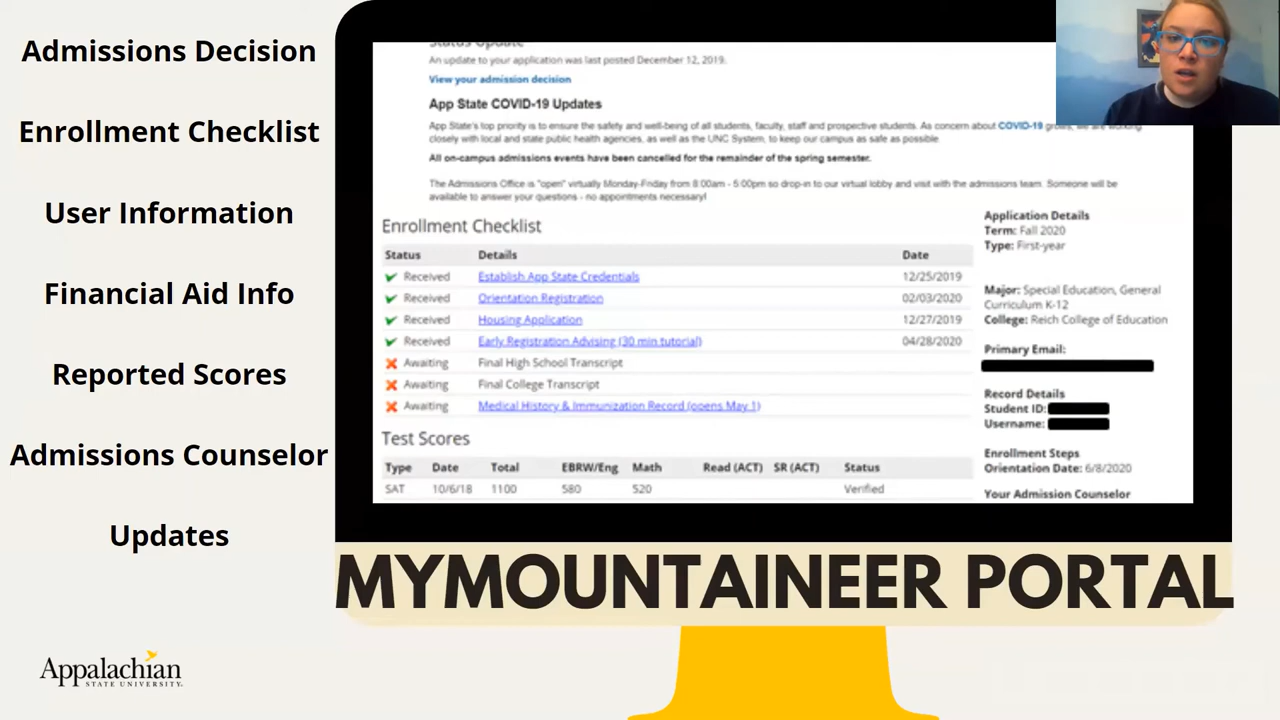 Admissions Decision
Enrollment Checklist
User Information
Financial Aid Info
Reported Scores
Admissions Counselor
Updates
Appalachian
STATE UNIVERSITY.
Status Update
An update to your application was last posted December 12, 2019.
View your admission decision
App State COVID-19 Updates
App State's top priority is to ensure the safety and well-being of all students, faculty, staff and prospective students. As concern about COVID-19 grows, we are working
closely with local and state public health agencies, as well as the UNC System, to keep our campus as safe as possible
All on-campus admissions events have been cancelled for the remainder of the spring semester.
The Admissions Office is "open" virtually Monday-Friday from 8:00am - 5:00pm so drop-in to our virtual lobby and visit with the admissions team. Someone will be
available to answer your questions - no appointments necessary!
Enrollment Checklist
Status Details Date
Received Establish App State Credentials 12/25/2019
Received Orientation Registration 02/03/2020
Received Housing Application 12/27/2019
Received Early Registration Advising (30 min tutorial) 04/28/2020
Awaiting Final High School Transcript
Awaiting Final College Transcript
Awaiting Medical History & Immunization Record (opens May 1)
Test Scores
Type Date Total EBRW/Eng Math Read (ACT) SR (ACT) Status
SAT 10/6/18 1100 580 520 Verified
Application Details
Term: Fall 2020
Type: First-year
Major: Special Education, General
Curriculum K-12
College: Reich College of Education
Primary Email:
Record Details
Student ID:
Username:
Enrollment Steps
Orientation Date: 6/8/2020
Your Admission Counselor
MYMOUNTAINEER PORTAL